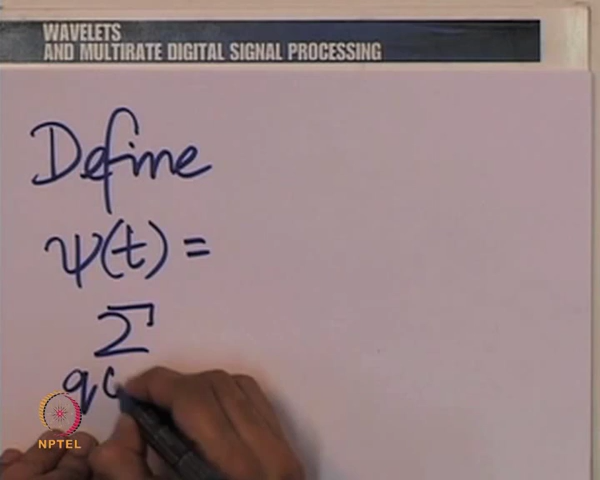 WAVELETS
AND MULTIRATE DIGITAL SIGNAL PROCESSING
Define
ψ(t) =
Σ
NPTEL